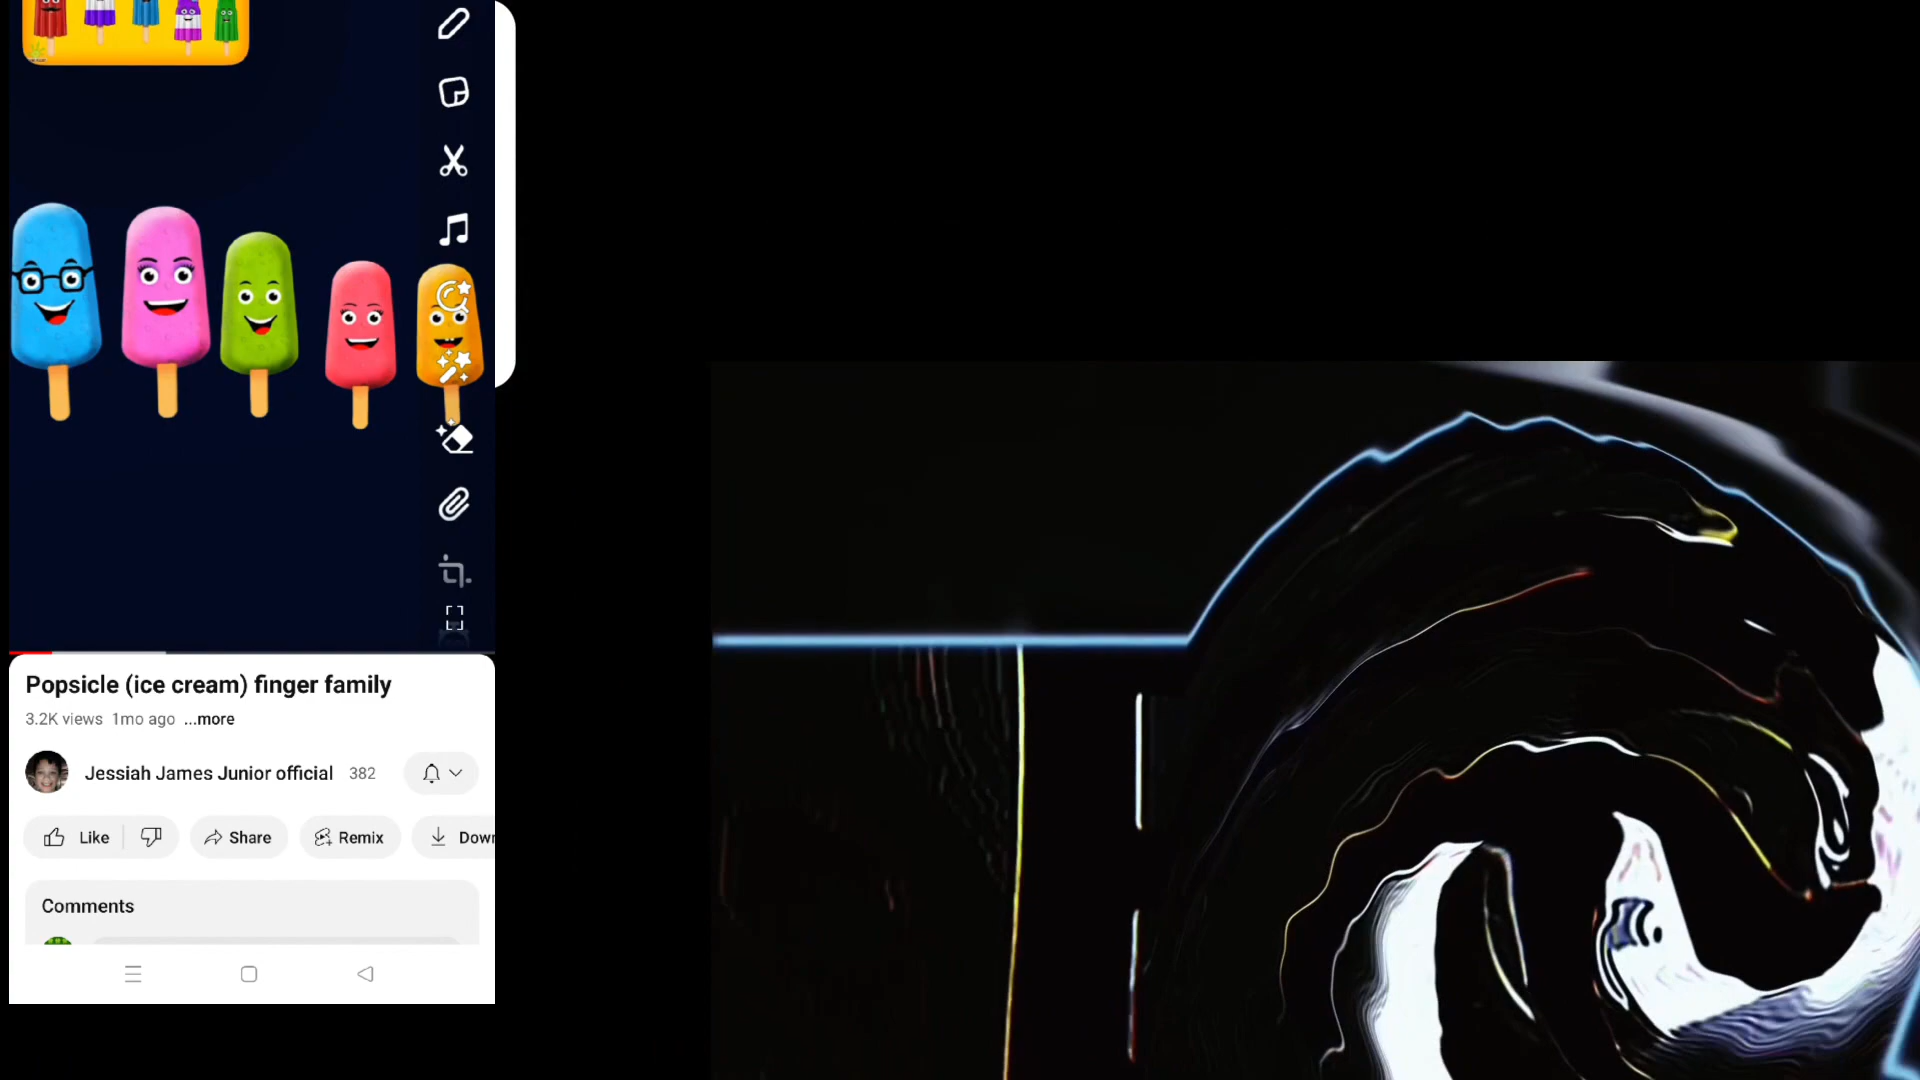 Popsicle (ice cream) finger family
3.2K views 1mo ago ...more
Jessiah James Junior official 382
Like Share Remix Down
Comments